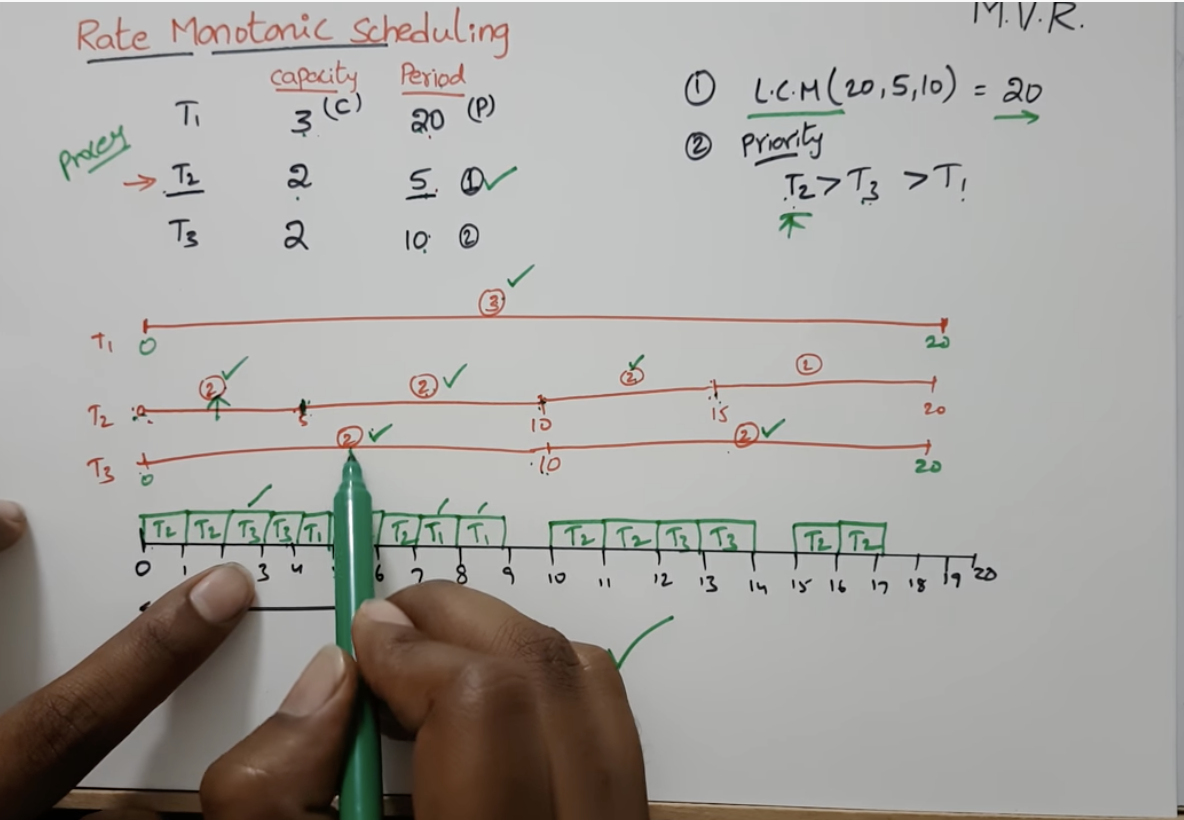 M.V.R.
Rate Monotonic Scheduling
capacity Period
T1 3 (C) 20 (P)
Process
T2 2 5 ①
T3 2 10 ②
① L.C.M (20, 5, 10) = 20
② Priority
T2 > T3 > T1
③
T1 0 20
② ② ② ②
T2 0 5 10 15 20
② ②
T3 0 10 20
T2 T2 T3 T3 T1 T2 T1 T1 T2 T2 T3 T3 T2 T2
0 1 3 4 6 7 8 9 10 11 12 13 14 15 16 17 18 19 20